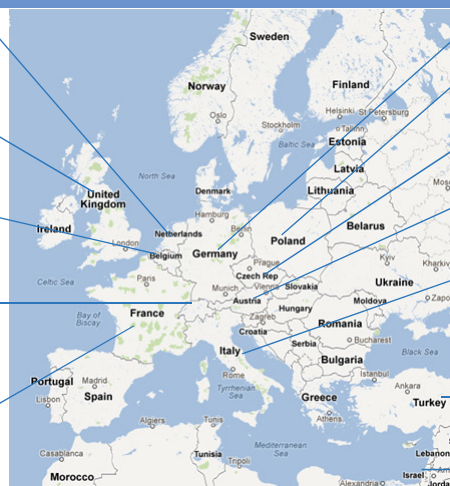 Sweden
Norway
Finland
Oslo
Helsinki
St Petersburg
Stockholm
Tallinn
Estonia
Baltic Sea
Latvia
North Sea
Denmark
Lithuania
United
Kingdom
Hamburg
Ireland
Netherlands
Berlin
Belarus
London
Poland
Belgium
Germany
Kyiv
Prague
Kharkiv
Czech Rep
Paris
Celtic Sea
Munich
Vienna
Slovakia
Ukraine
Austria
Moldova
Zapo
Bay of
Biscay
France
Hungary
Zagreb
Romania
Croatia
Serbia
Bucharest
Italy
Bulgaria
Black Sea
Portugal
Madrid
Rome
Istanbul
Lisbon
Spain
Tyrrhenian
Sea
Greece
Ankara
Turkey
Athens
Algiers
Tunis
Casablanca
Tunisia
Tripoli
Mediterranean
Sea
Lebanon
Morocco
Israel
Alexandria
Jorda